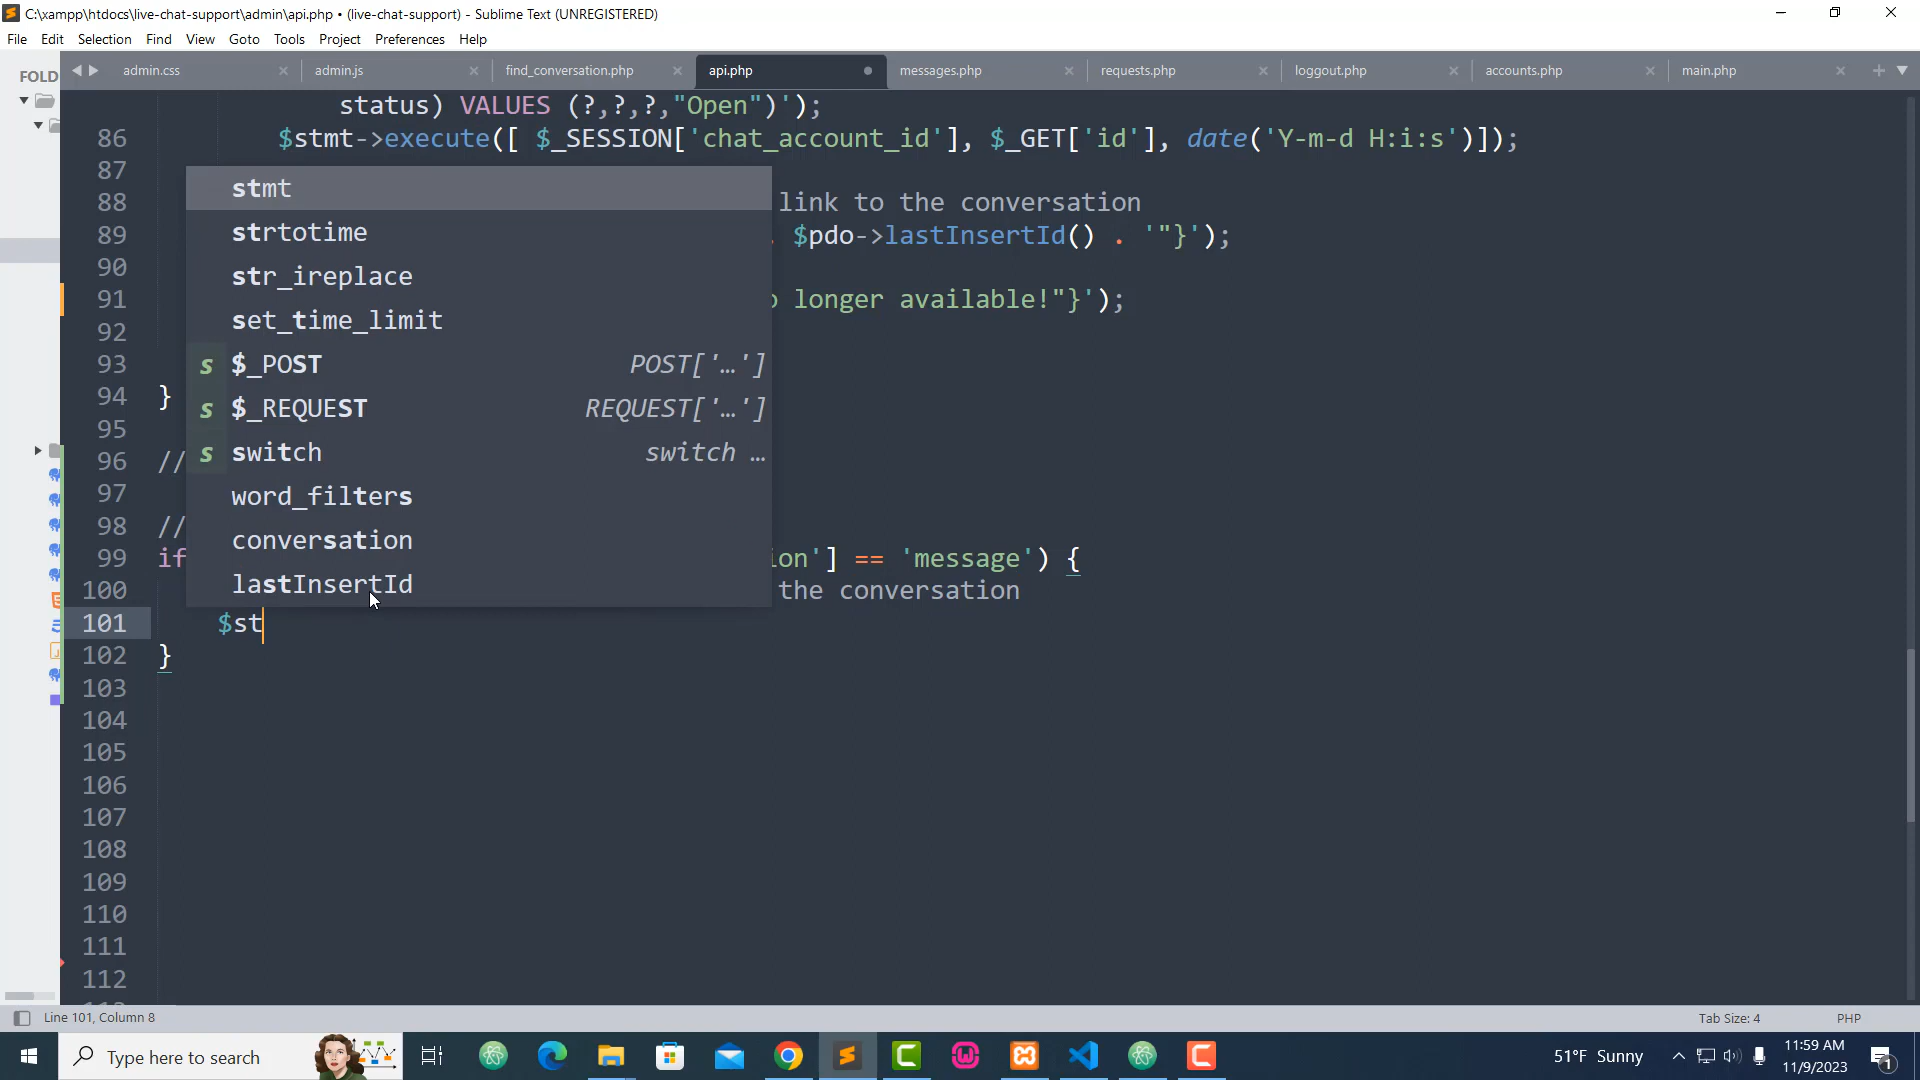 C:\xampp\htdocs\live-chat-support\admin\api.php • (live-chat-support) - Sublime Text (UNREGISTERED)
File Edit Selection Find View Goto Tools Project Preferences Help
FOLD
admin.css admin.js find_conversation.php api.php messages.php requests.php loggout.php accounts.php main.php
status) VALUES (?,?,?,"Open")');
86 $stmt->execute([ $_SESSION['chat_account_id'], $_GET['id'], date('Y-m-d H:i:s')]);
87
stmt
88 link to the conversation
strtotime
89 . $pdo->lastInsertId() . '"}');
90
str_ireplace
91 o longer available!"}');
set_time_limit
92
93
$_POST POST['…']
94 }
$_REQUEST REQUEST['…']
95
switch switch …
96 //
97
word_filters
98 //
conversation
99 if ion'] == 'message') {
lastInsertId
100 the conversation
101 $st
102 }
103
104
105
106
107
108
109
110
111
112
Line 101, Column 8 Tab Size: 4 PHP
Type here to search
51°F Sunny
11:59 AM
11/9/2023
1